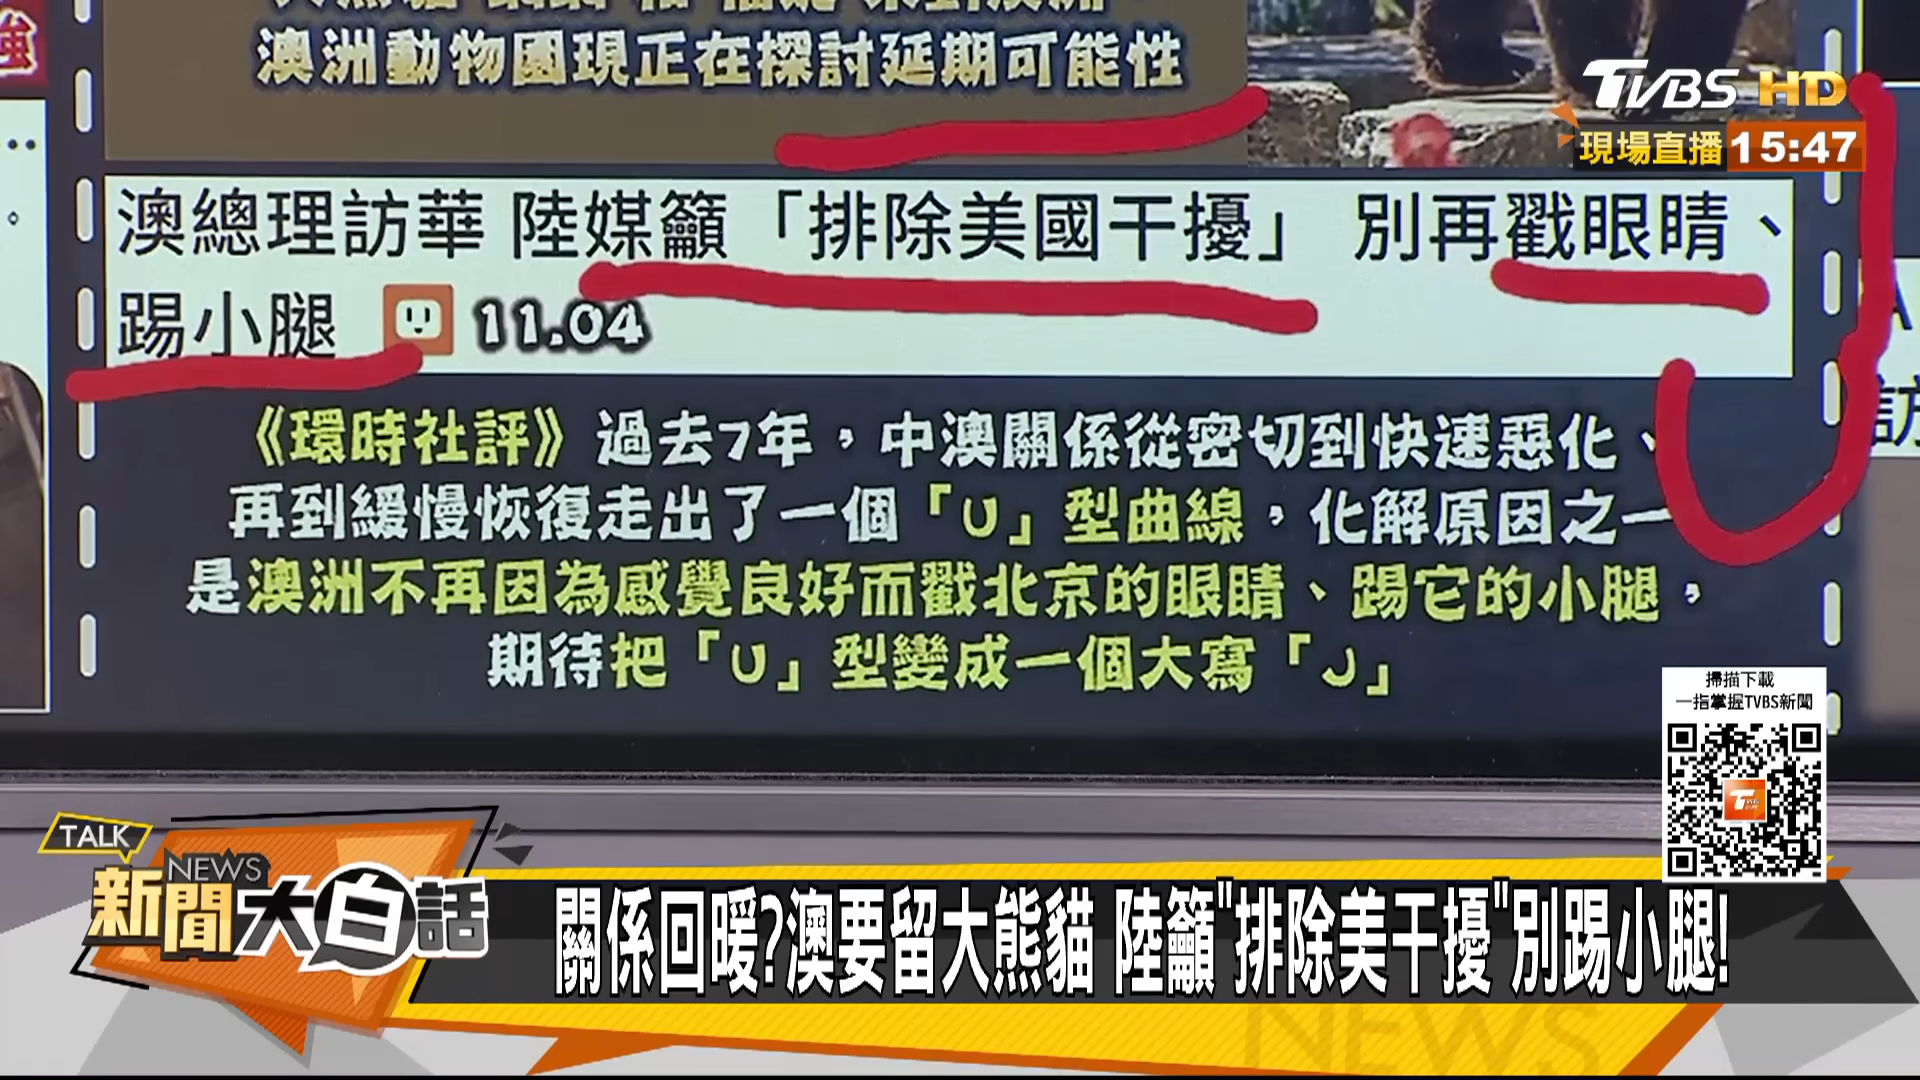 澳洲動物園現正在探討延期可能性
TVBS HD
現場直播 15:47
澳總理訪華 陸媒籲「排除美國干擾」 別再戳眼睛、
踢小腿 11.04
《環時社評》過去7年，中澳關係從密切到快速惡化、
再到緩慢恢復走出了一個「U」型曲線，化解原因之一
是澳洲不再因為感覺良好而戳北京的眼睛、踢它的小腿，
期待把「U」型變成一個大寫「J」
訪
強
掃描下載
一指掌握TVBS新聞
TALK
NEWS
新聞大白話
關係回暖?澳要留大熊貓 陸籲"排除美干擾"別踢小腿!
NEWS